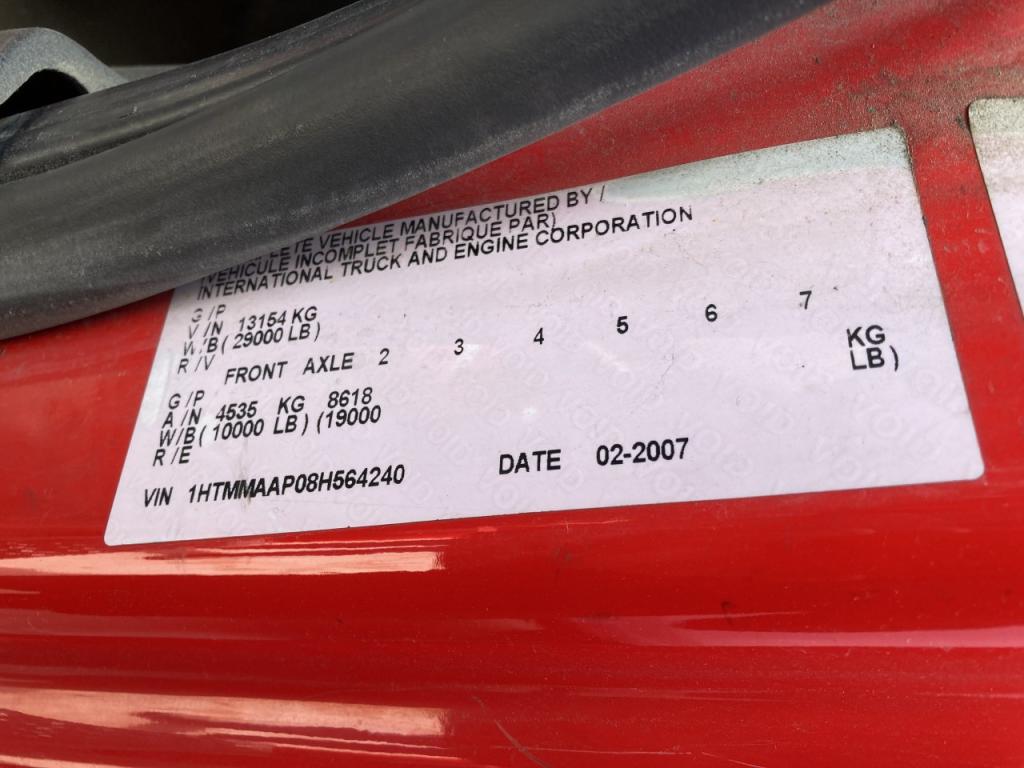 VEHICLE MANUFACTURED BY /
(VEHICULE INCOMPLET FABRIQUE PAR)
INTERNATIONAL TRUCK AND ENGINE CORPORATION
G/P
V/N 13154 KG
W/B (29000 LB)
R/V
FRONT AXLE 2 3 4 5 6 7
G/P
A/N 4535 KG 8618 KG
W/B (10000 LB) (19000 LB)
R/E
VIN 1HTMMAAP08H564240 DATE 02-2007